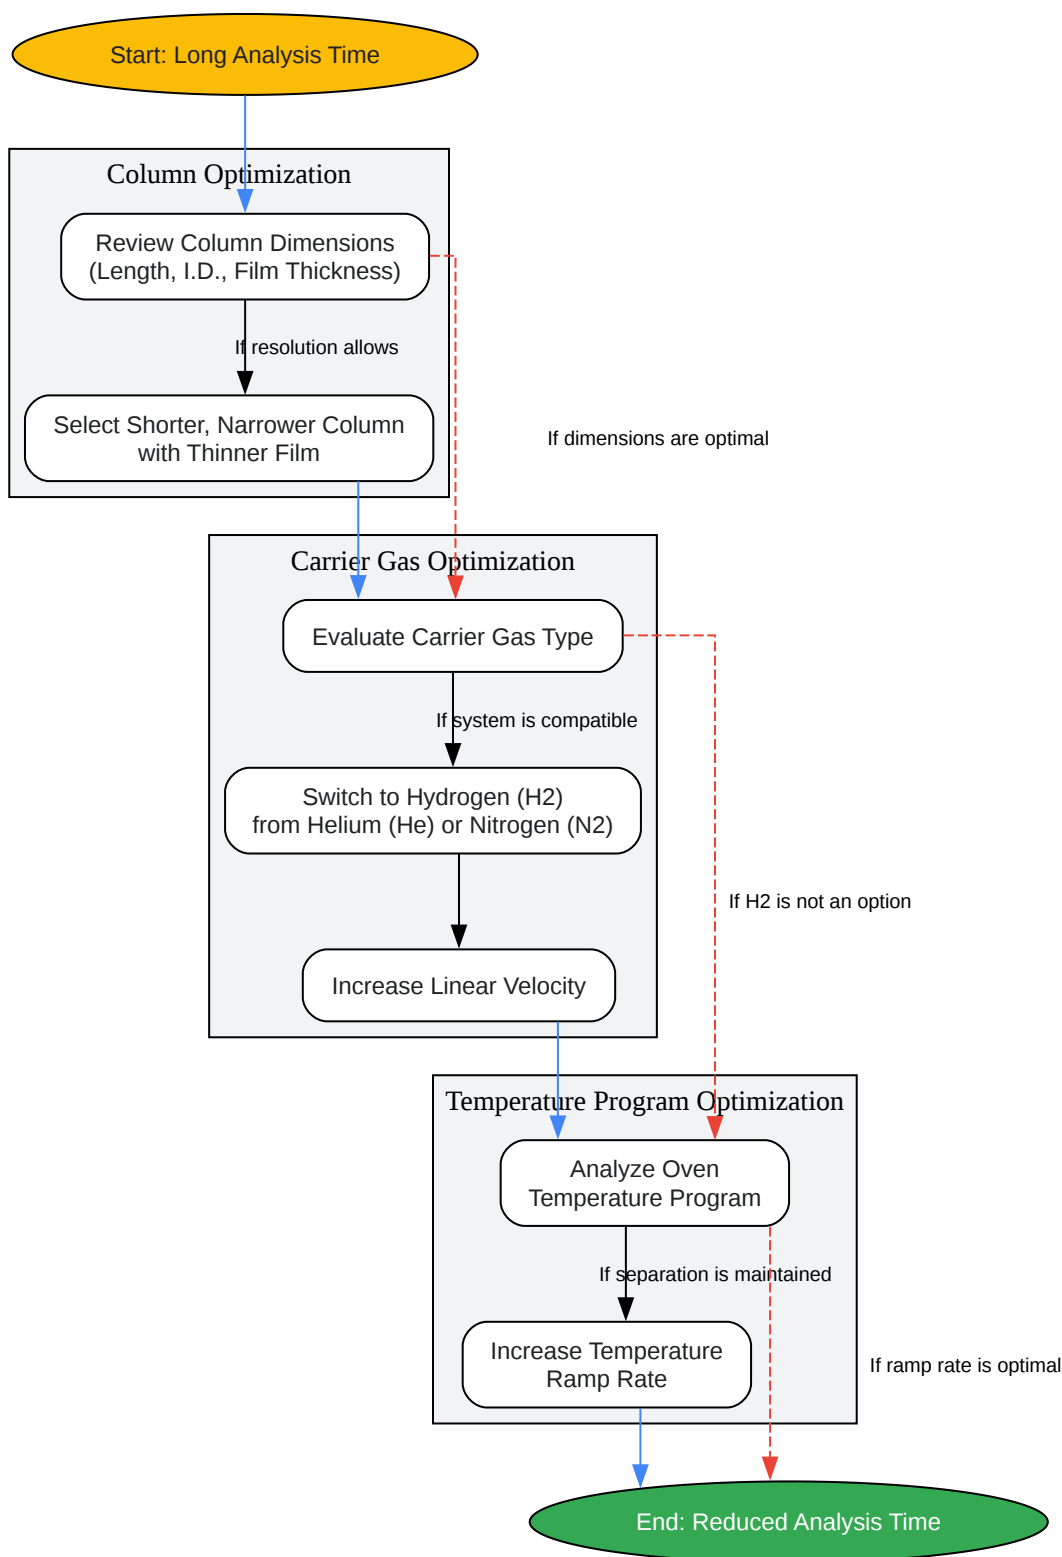 Start: Long Analysis Time
Column Optimization
Review Column Dimensions
(Length, I.D., Film Thickness)
If resolution allows
Select Shorter, Narrower Column
with Thinner Film
If dimensions are optimal
Carrier Gas Optimization
Evaluate Carrier Gas Type
If system is compatible
Switch to Hydrogen (H2)
from Helium (He) or Nitrogen (N2)
If H2 is not an option
Increase Linear Velocity
Temperature Program Optimization
Analyze Oven
Temperature Program
If separation is maintained
Increase Temperature
Ramp Rate
If ramp rate is optimal
End: Reduced Analysis Time